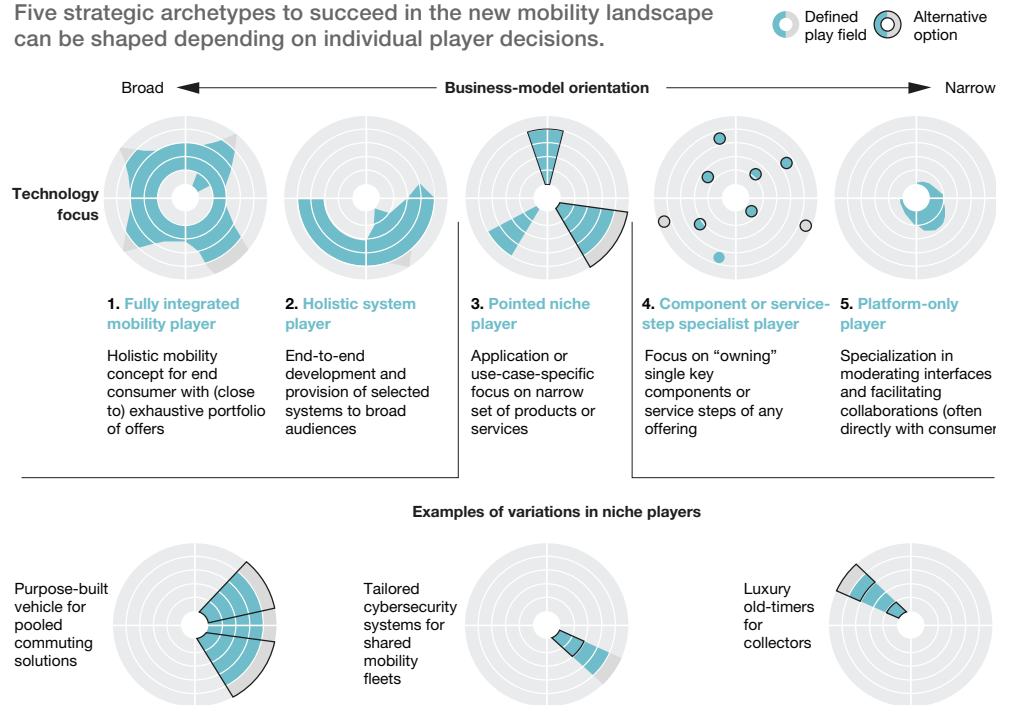 Five strategic archetypes to succeed in the new mobility landscape
can be shaped depending on individual player decisions.
Defined
play field
Alternative
option
Broad
Business-model orientation
Narrow
Technology
focus
1. Fully integrated
mobility player
Holistic mobility
concept for end
consumer with (close
to) exhaustive portfolio
of offers
2. Holistic system
player
End-to-end
development and
provision of selected
systems to broad
audiences
3. Pointed niche
player
Application or
use-case-specific
focus on narrow
set of products or
services
4. Component or service-
step specialist player
Focus on “owning”
single key
components or
service steps of any
offering
5. Platform-only
player
Specialization in
moderating interfaces
and facilitating
collaborations (often
directly with consumer
Examples of variations in niche players
Purpose-built
vehicle for
pooled
commuting
solutions
Tailored
cybersecurity
systems for
shared
mobility
fleets
Luxury
old-timers
for
collectors